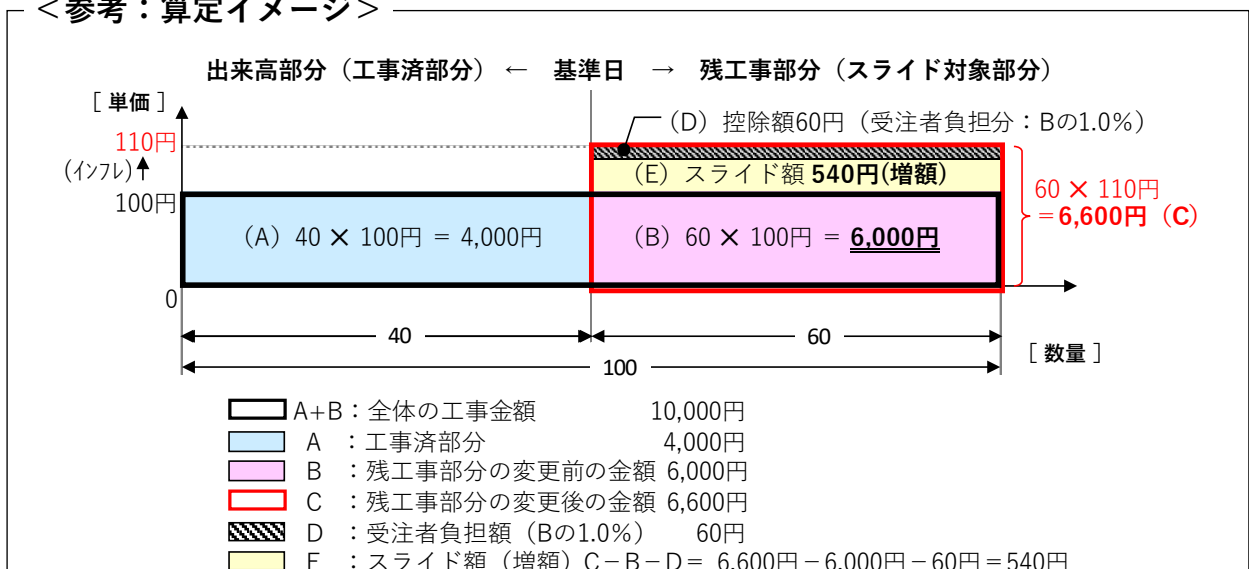 ＜参考：算定イメージ＞
出来高部分（工事済部分） ← 基準日 → 残工事部分（スライド対象部分）
［ 単価 ］
（D）控除額60円（受注者負担分：Bの1.0%）
110円
(インフレ)
（E）スライド額 540円(増額)
100円
60 × 110円
＝6,600円（C）
（A）40 × 100円 = 4,000円
（B）60 × 100円 = 6,000円
0
40
60
［ 数量 ］
100
A+B：全体の工事金額 10,000円
A ：工事済部分 4,000円
B ：残工事部分の変更前の金額 6,000円
C ：残工事部分の変更後の金額 6,600円
D ：受注者負担額（Bの1.0%） 60円
E ：スライド額（増額）C－B－D＝ 6,600円－6,000円－60円＝540円